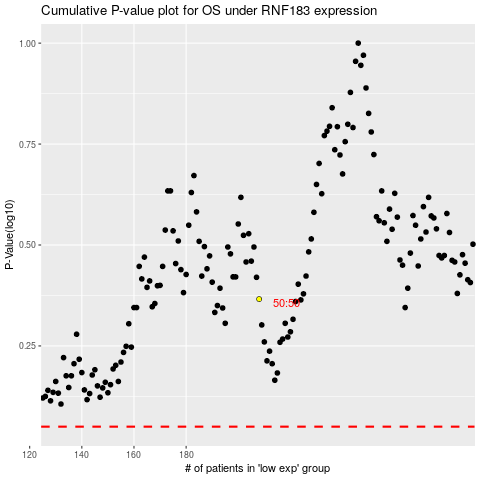 Cumulative P-value plot for OS under RNF183 expression
P-Value(log10)
1.00
0.75
0.50
0.25
50:50
120 140 160 180
# of patients in 'low exp' group